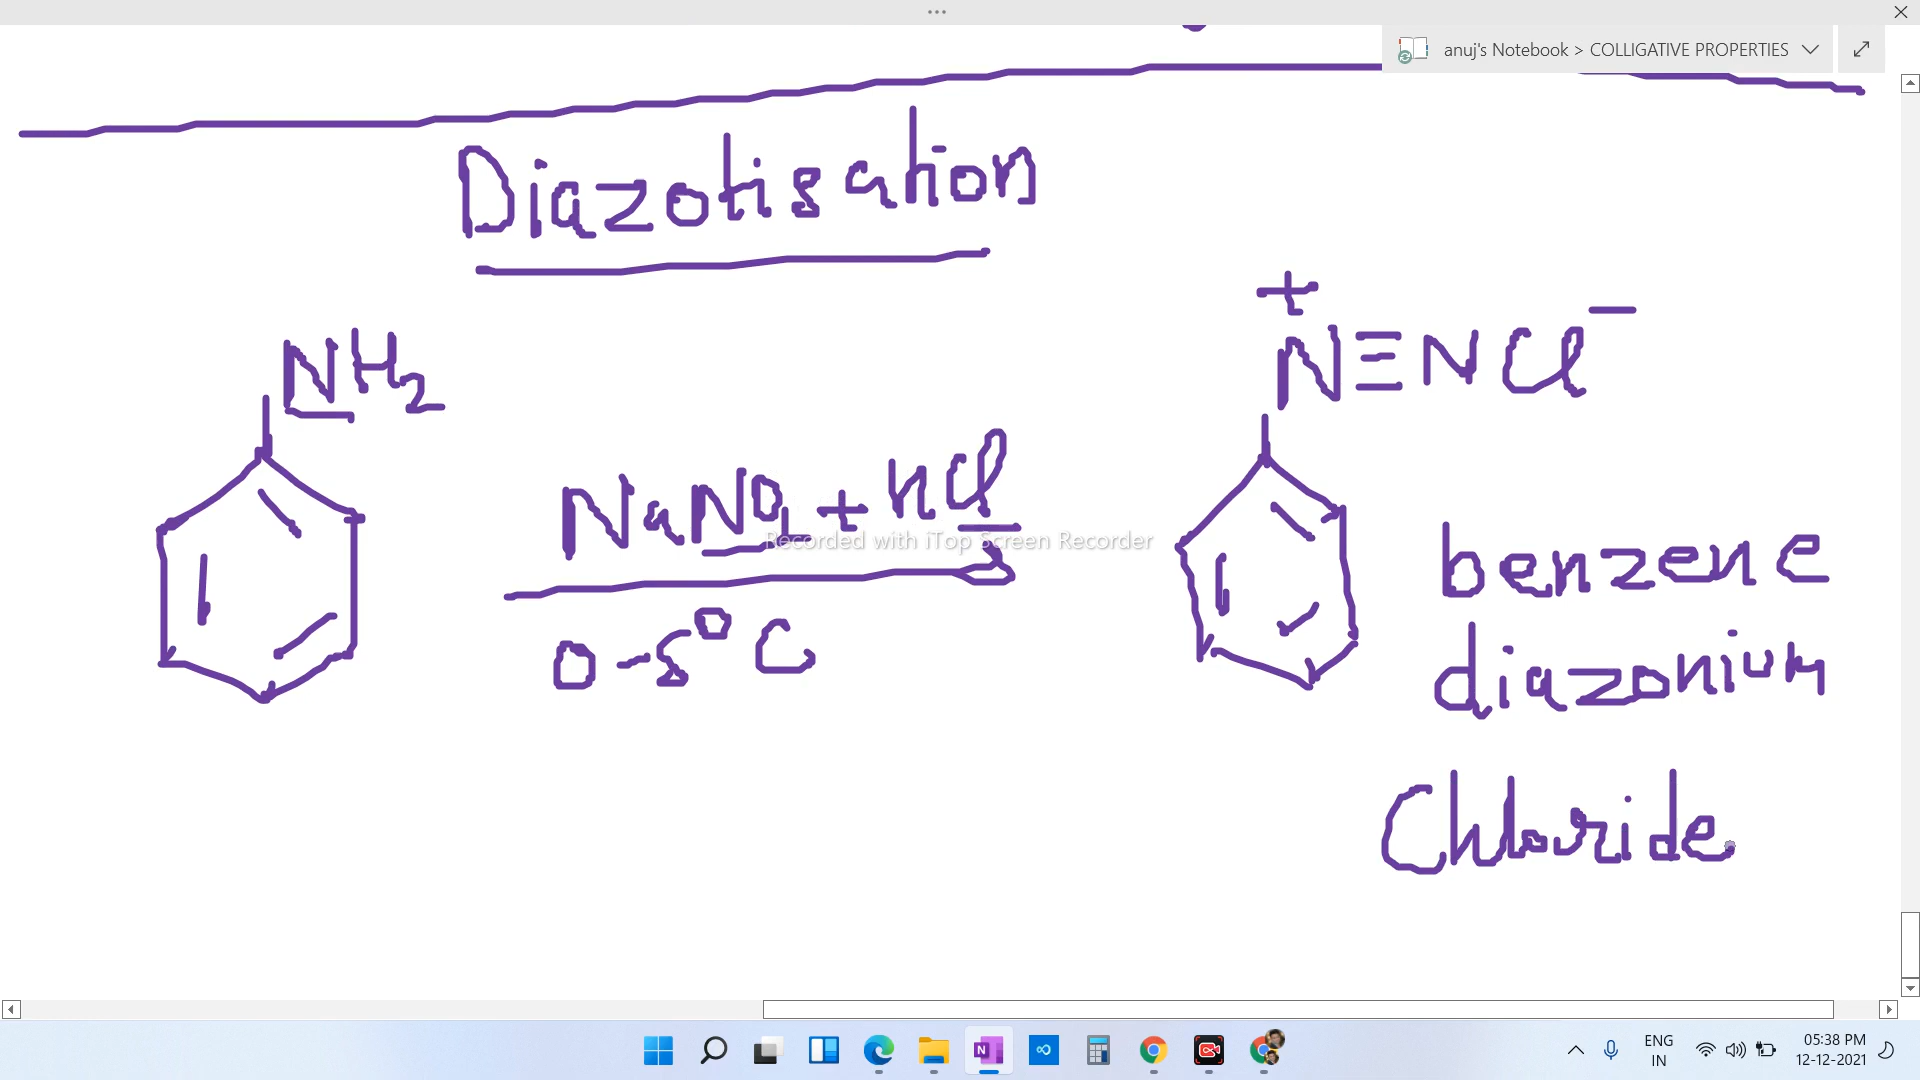 anuj's Notebook > COLLIGATIVE PROPERTIES
Diazotisation
NH2
+
N≡NCl−
NaNO2+HCl
Recorded with iTop Screen Recorder
0-5°C
benzene
diazonium
Chloride
ENG
IN
05:38 PM
12-12-2021